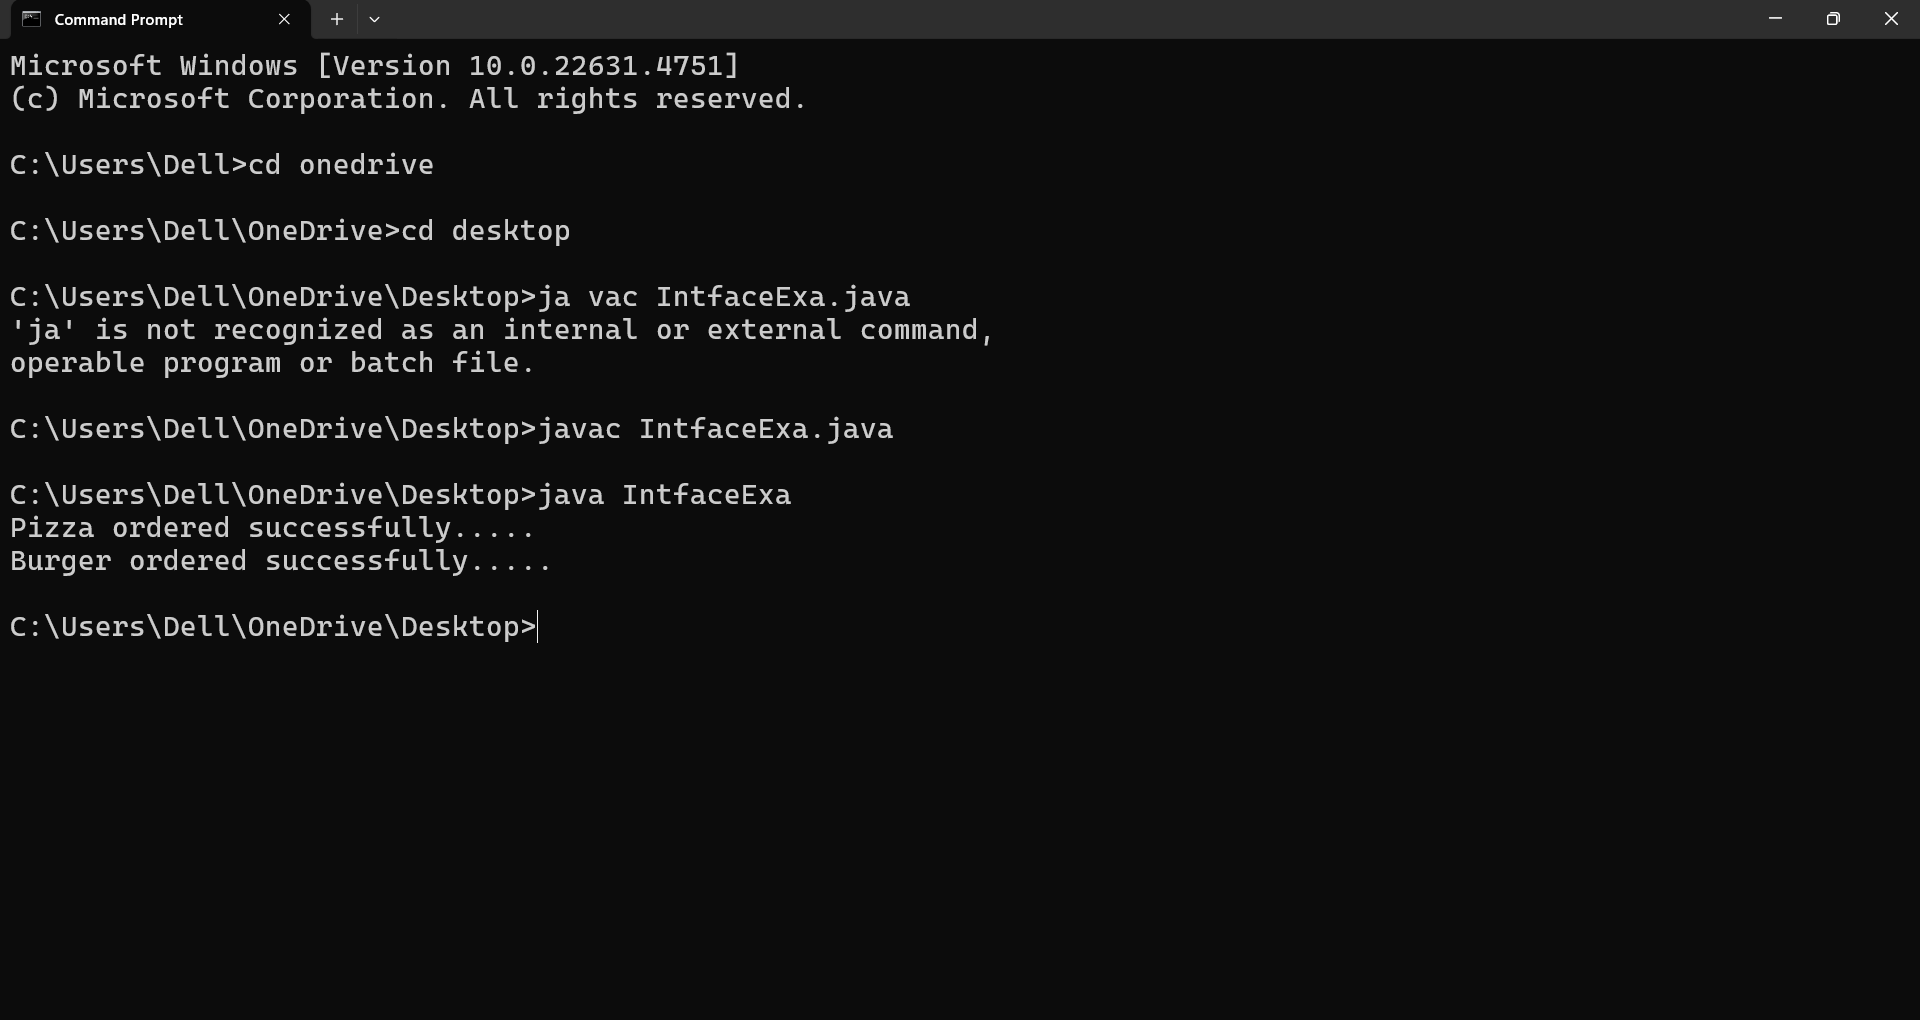 Command Prompt
Microsoft Windows [Version 10.0.22631.4751]
(c) Microsoft Corporation. All rights reserved.
C:\Users\Dell>cd onedrive
C:\Users\Dell\OneDrive>cd desktop
C:\Users\Dell\OneDrive\Desktop>ja vac IntfaceExa.java
'ja' is not recognized as an internal or external command,
operable program or batch file.
C:\Users\Dell\OneDrive\Desktop>javac IntfaceExa.java
C:\Users\Dell\OneDrive\Desktop>java IntfaceExa
Pizza ordered successfully.....
Burger ordered successfully.....
C:\Users\Dell\OneDrive\Desktop>